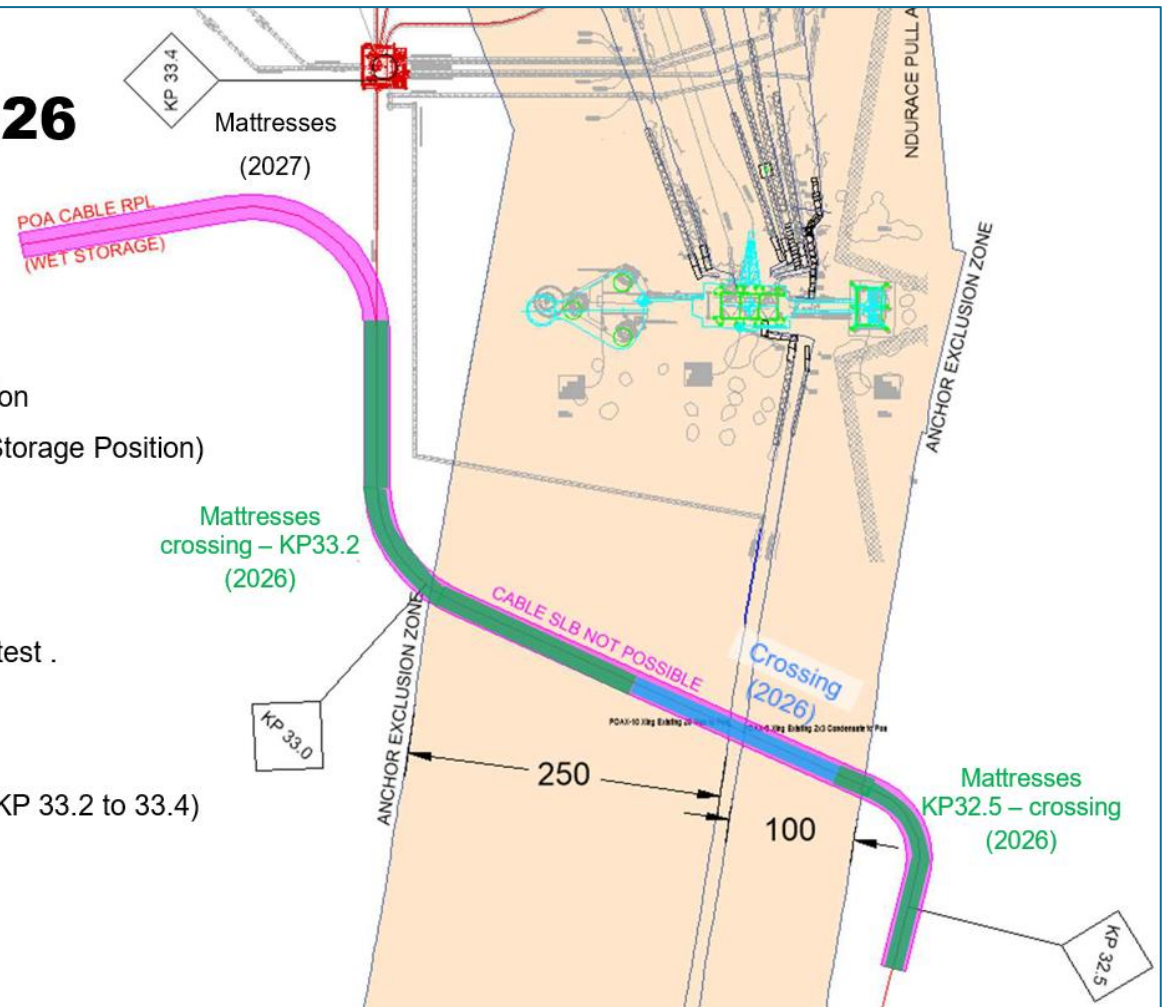 26
KP 33.4
Mattresses
(2027)
POA CABLE RPL
(WET STORAGE)
NDURACE PULL A
ANCHOR EXCLUSION ZONE
on
Storage Position)
Mattresses
crossing – KP33.2
(2026)
test .
KP 33.2 to 33.4)
CABLE SLB NOT POSSIBLE
Crossing
(2026)
ANCHOR EXCLUSION ZONE
KP 33.0
250
100
Mattresses
KP32.5 – crossing
(2026)
KP 32.5